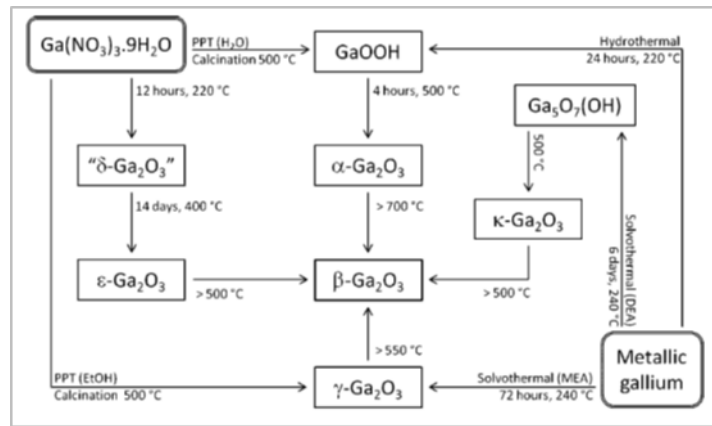 Ga(NO₃)₃.9H₂O
PPT (H₂O)
Calcination 500 °C
GaOOH
Hydrothermal
24 hours, 220 °C
12 hours, 220 °C
4 hours, 500 °C
Ga₅O₇(OH)
"δ-Ga₂O₃"
α-Ga₂O₃
500 °C
14 days, 400 °C
> 700 °C
κ-Ga₂O₃
Solvothermal (DEA)
6 days, 240 °C
ε-Ga₂O₃
> 500 °C
β-Ga₂O₃
> 500 °C
> 550 °C
Metallic
gallium
PPT (EtOH)
Calcination 500 °C
γ-Ga₂O₃
Solvothermal (MEA)
72 hours, 240 °C